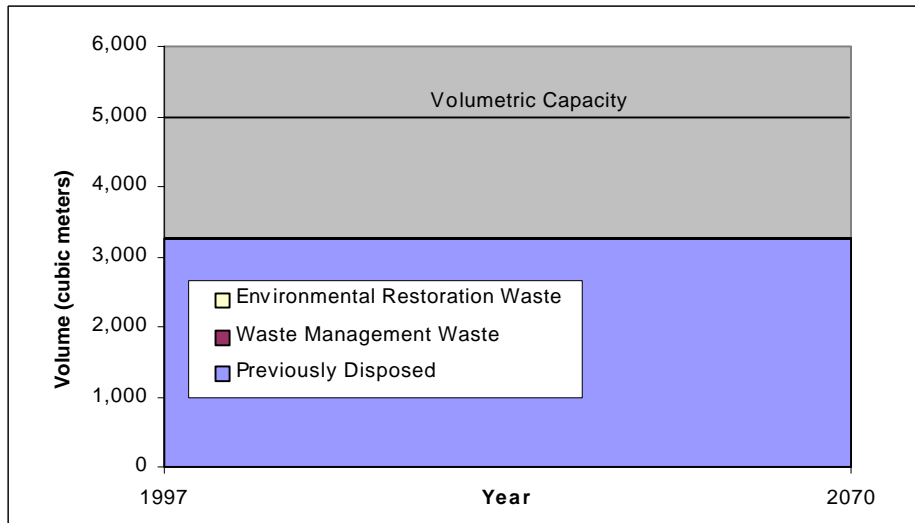 6,000
Volumetric Capacity
5,000
4,000
3,000
2,000
1,000
0
Volume (cubic meters)
Environmental Restoration Waste
Waste Management Waste
Previously Disposed
1997
Year
2070